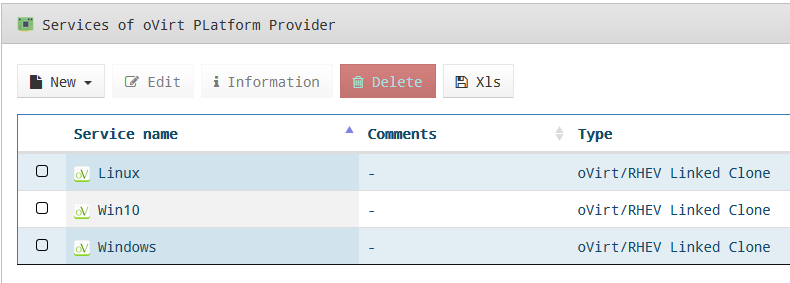 Services of oVirt PLatform Provider
New Edit Information Delete Xls
Service name Comments Type
oV Linux - oVirt/RHEV Linked Clone
oV Win10 - oVirt/RHEV Linked Clone
oV Windows - oVirt/RHEV Linked Clone